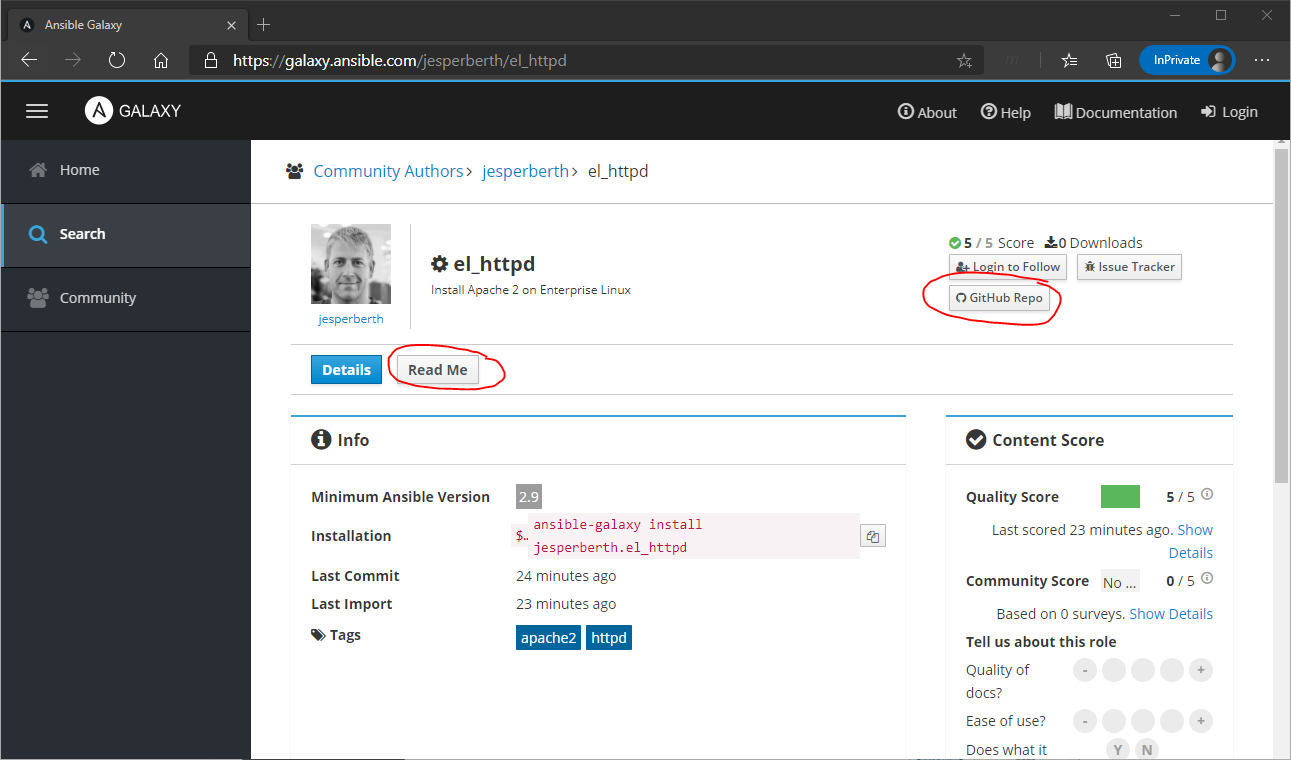 Ansible Galaxy
https://galaxy.ansible.com/jesperberth/el_httpd
InPrivate
A GALAXY
About
Help
Documentation
Login
Home
Search
Community
Community Authors › jesperberth › el_httpd
jesperberth
el_httpd
Install Apache 2 on Enterprise Linux
5 / 5 Score 0 Downloads
Login to Follow
Issue Tracker
GitHub Repo
Details
Read Me
Info
Minimum Ansible Version 2.9
Installation $.. ansible-galaxy install
jesperberth.el_httpd
Last Commit 24 minutes ago
Last Import 23 minutes ago
Tags apache2 httpd
Content Score
Quality Score 5 / 5
Last scored 23 minutes ago. Show
Details
Community Score No ... 0 / 5
Based on 0 surveys. Show Details
Tell us about this role
Quality of - +
docs?
Ease of use? - +
Does what it Y N